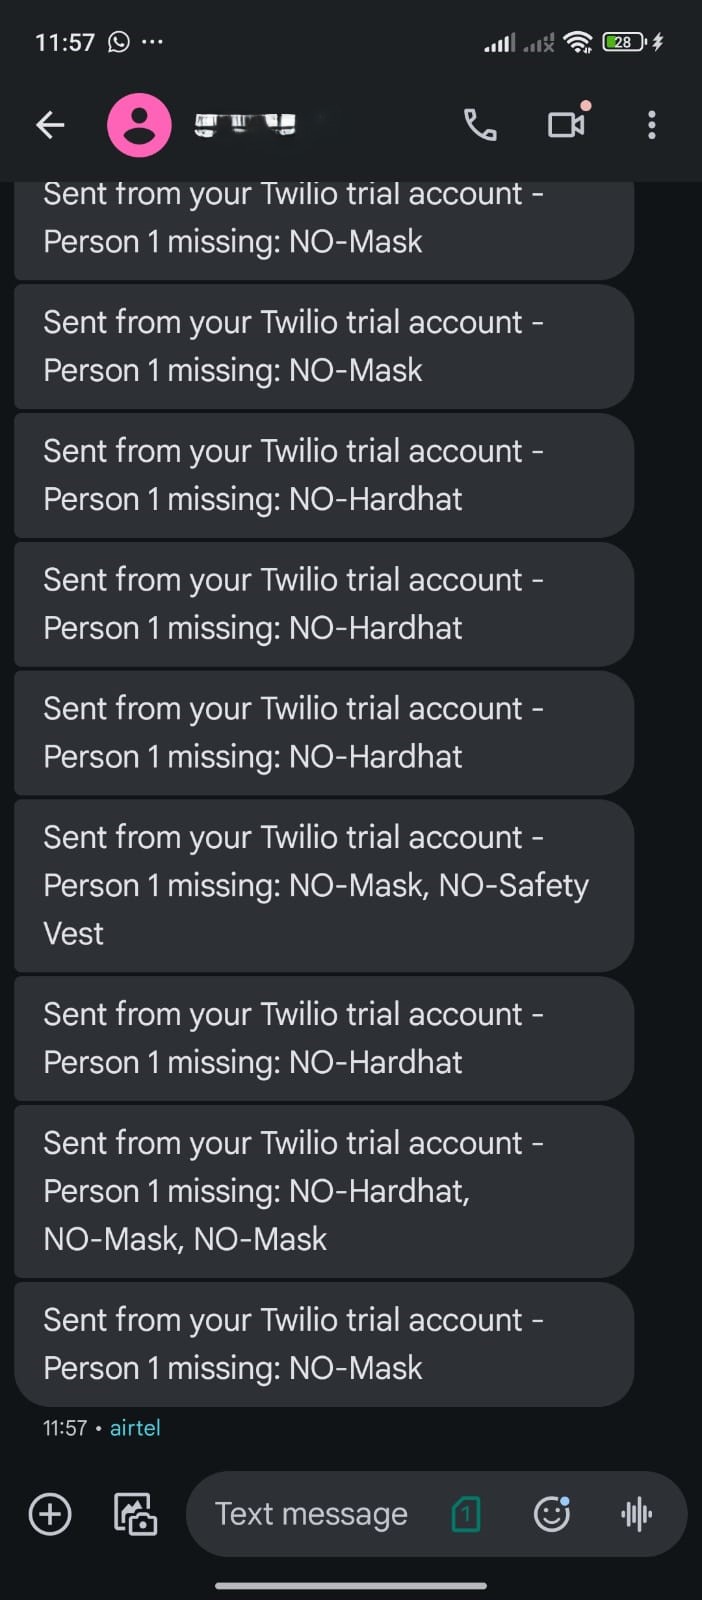 11:57
28
Sent from your Twilio trial account -
Person 1 missing: NO-Mask
Sent from your Twilio trial account -
Person 1 missing: NO-Mask
Sent from your Twilio trial account -
Person 1 missing: NO-Hardhat
Sent from your Twilio trial account -
Person 1 missing: NO-Hardhat
Sent from your Twilio trial account -
Person 1 missing: NO-Hardhat
Sent from your Twilio trial account -
Person 1 missing: NO-Mask, NO-Safety
Vest
Sent from your Twilio trial account -
Person 1 missing: NO-Hardhat
Sent from your Twilio trial account -
Person 1 missing: NO-Hardhat,
NO-Mask, NO-Mask
Sent from your Twilio trial account -
Person 1 missing: NO-Mask
11:57 • airtel
Text message 1